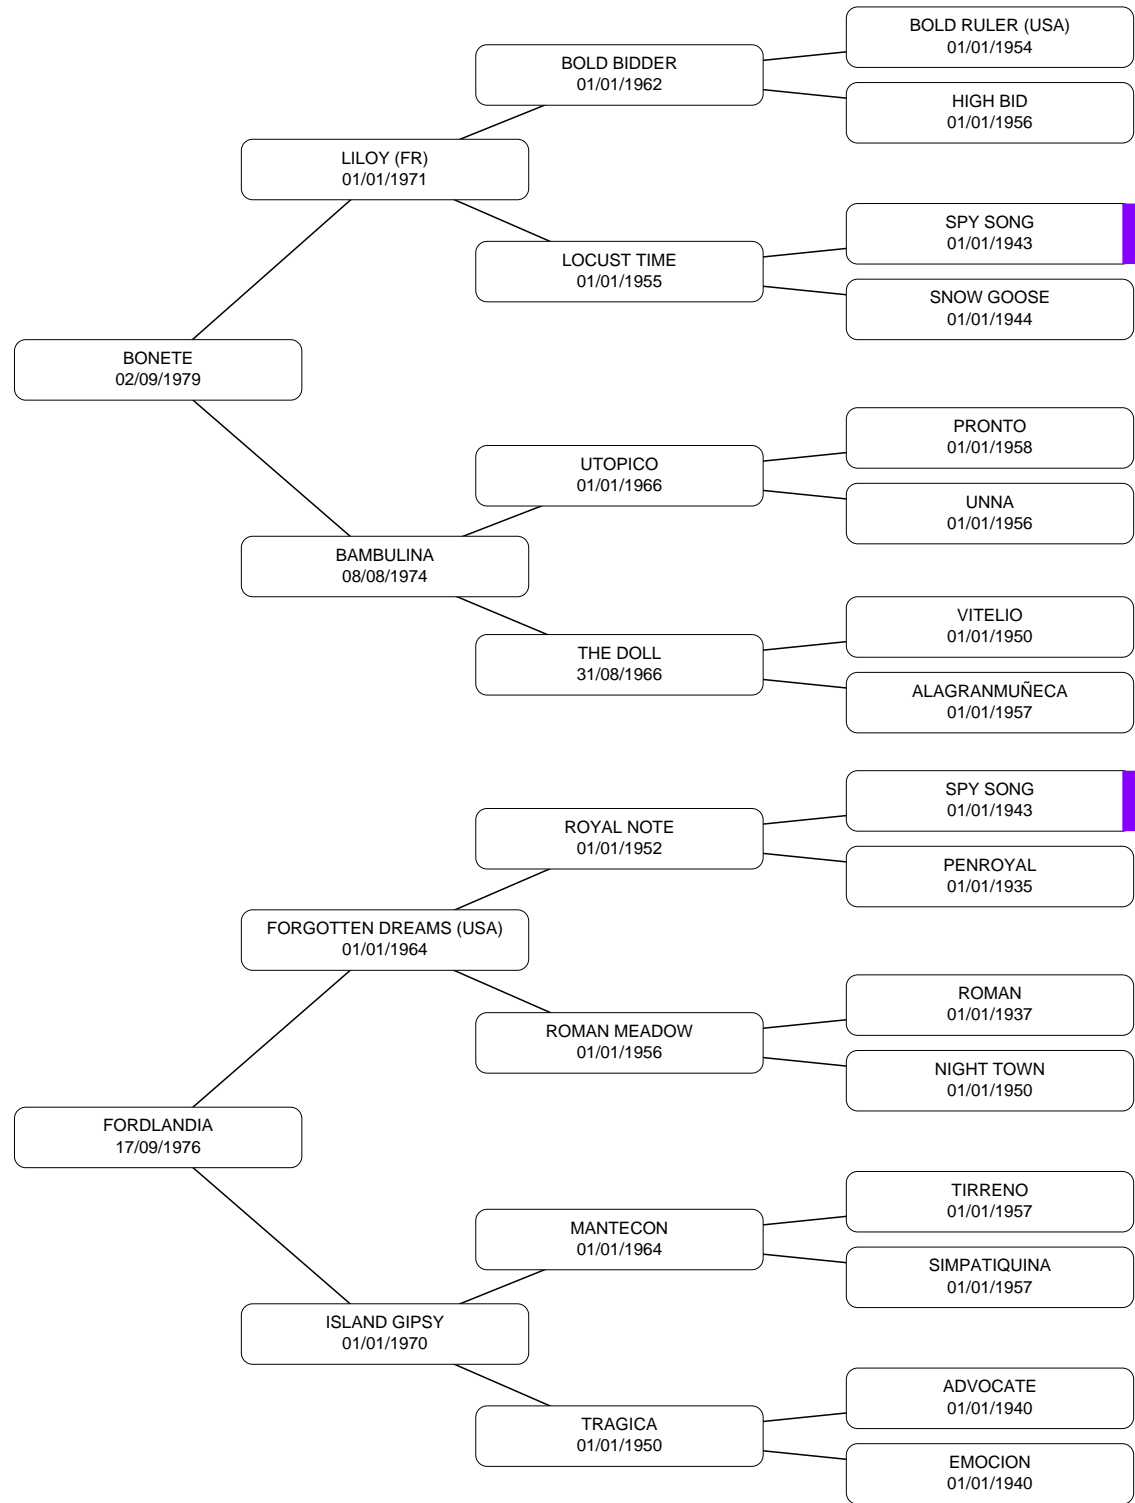 BOLD RULER (USA)
01/01/1954
BOLD BIDDER
01/01/1962
HIGH BID
01/01/1956
LILOY (FR)
01/01/1971
SPY SONG
01/01/1943
LOCUST TIME
01/01/1955
SNOW GOOSE
01/01/1944
BONETE
02/09/1979
PRONTO
01/01/1958
UTOPICO
01/01/1966
UNNA
01/01/1956
BAMBULINA
08/08/1974
VITELIO
01/01/1950
THE DOLL
31/08/1966
ALAGRANMUÑECA
01/01/1957
SPY SONG
01/01/1943
ROYAL NOTE
01/01/1952
PENROYAL
01/01/1935
FORGOTTEN DREAMS (USA)
01/01/1964
ROMAN
01/01/1937
ROMAN MEADOW
01/01/1956
NIGHT TOWN
01/01/1950
FORDLANDIA
17/09/1976
TIRRENO
01/01/1957
MANTECON
01/01/1964
SIMPATIQUINA
01/01/1957
ISLAND GIPSY
01/01/1970
ADVOCATE
01/01/1940
TRAGICA
01/01/1950
EMOCION
01/01/1940